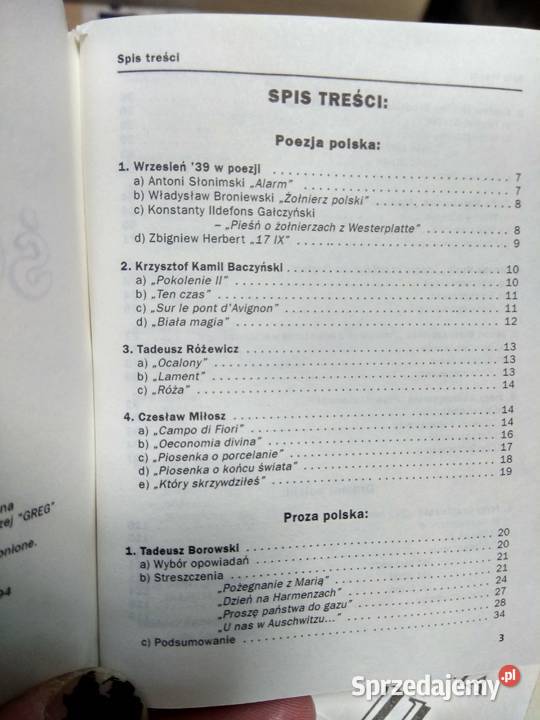 Spis treści
SPIS TREŚCI:
Poezja polska:
1. Wrzesień '39 w poezji 7
a) Antoni Słonimski „Alarm” 7
b) Władysław Broniewski „Żołnierz polski” 8
c) Konstanty Ildefons Gałczyński
– „Pieśń o żołnierzach z Westerplatte” 8
d) Zbigniew Herbert „17 IX” 9
2. Krzysztof Kamil Baczyński 10
a) „Pokolenie II” 10
b) „Ten czas” 11
c) „Sur le pont d'Avignon” 11
d) „Biała magia” 12
3. Tadeusz Różewicz 13
a) „Ocalony” 13
b) „Lament” 13
c) „Róża” 14
4. Czesław Miłosz 14
a) „Campo di Fiori” 14
b) „Oeconomia divina” 16
c) „Piosenka o porcelanie” 17
d) „Piosenka o końcu świata” 18
e) „Który skrzywdziłeś” 19
Proza polska:
1. Tadeusz Borowski 20
a) Wybór opowiadań 20
b) Streszczenia 21
„Pożegnanie z Marią” 21
„Dzień na Harmenzach” 24
„Proszę państwa do gazu” 27
„U nas w Auschwitzu...” 28
c) Podsumowanie 34
3
na
zej "GREG"
onione.
94
Sprzedajemy.pl